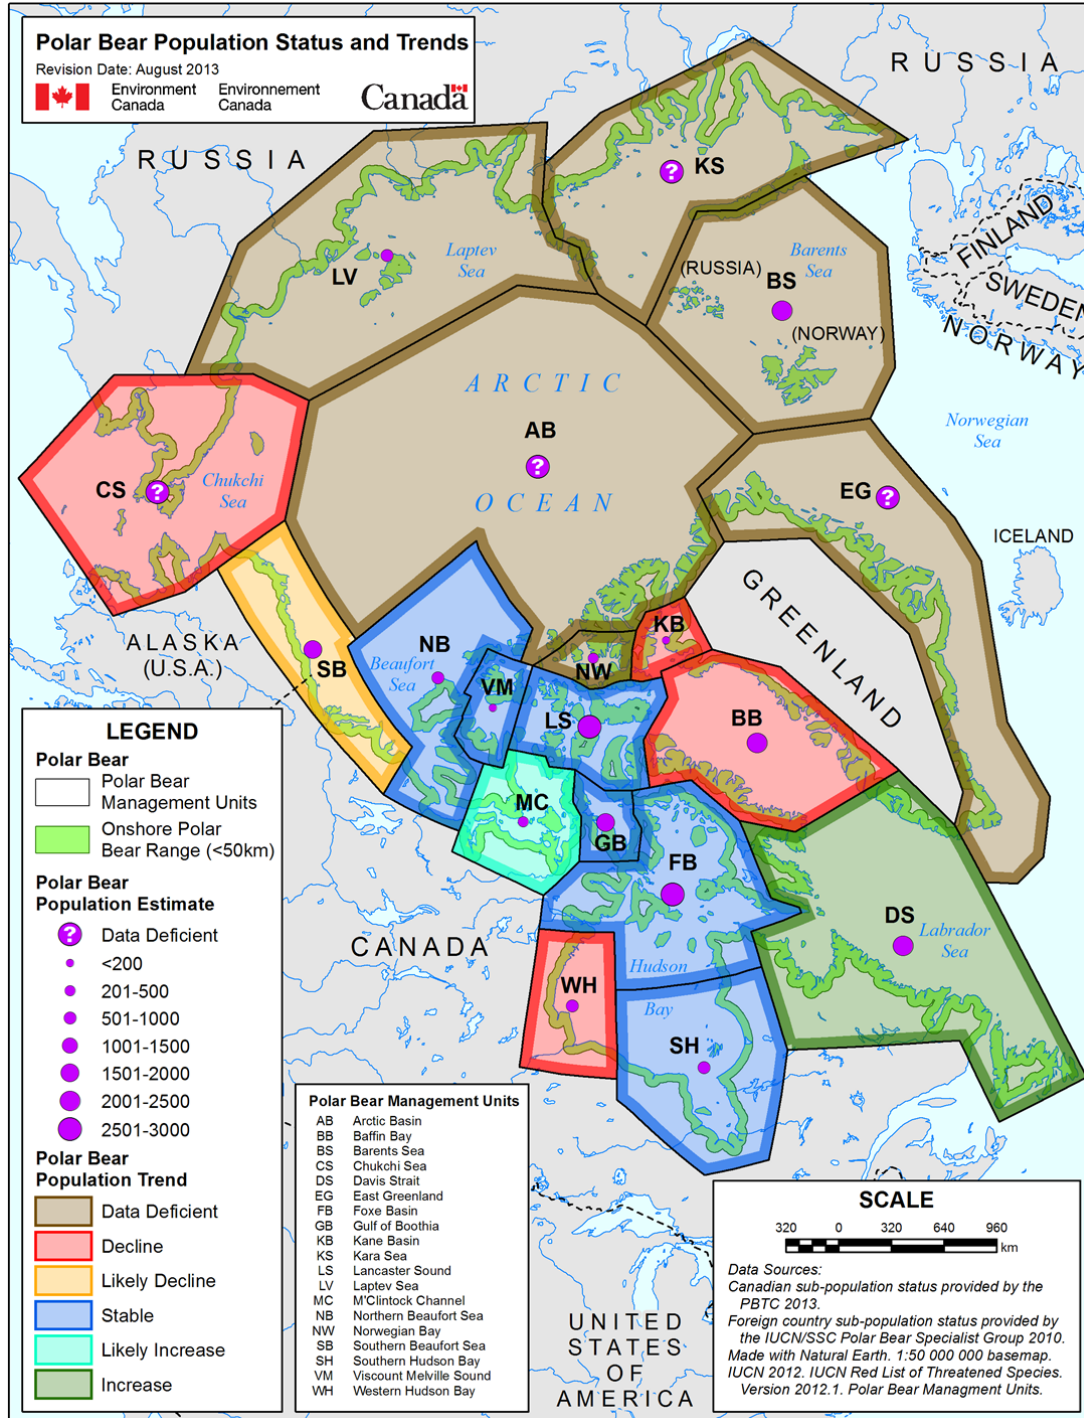 Polar Bear Population Status and Trends
Revision Date: August 2013
Environment Canada
Environnement Canada
Canada
RUSSIA
RUSSIA
KS
?
LV
Laptev Sea
Barents Sea
(RUSSIA)
BS
(NORWAY)
FINLAND
SWEDEN
NORWAY
ARCTIC OCEAN
AB
?
Norwegian Sea
CS
?
Chukchi Sea
EG
?
ICELAND
GREENLAND
ALASKA (U.S.A.)
SB
NB
Beaufort Sea
VM
NW
KB
LS
BB
MC
GB
FB
DS
Labrador Sea
CANADA
Hudson Bay
WH
SH
UNITED STATES OF AMERICA
LEGEND
Polar Bear
Polar Bear Management Units
Onshore Polar Bear Range (<50km)
Polar Bear Population Estimate
? Data Deficient
<200
201-500
501-1000
1001-1500
1501-2000
2001-2500
2501-3000
Polar Bear Population Trend
Data Deficient
Decline
Likely Decline
Stable
Likely Increase
Increase
Polar Bear Management Units
AB Arctic Basin
BB Baffin Bay
BS Barents Sea
CS Chukchi Sea
DS Davis Strait
EG East Greenland
FB Foxe Basin
GB Gulf of Boothia
KB Kane Basin
KS Kara Sea
LS Lancaster Sound
LV Laptev Sea
MC M'Clintock Channel
NB Northern Beaufort Sea
NW Norwegian Bay
SB Southern Beaufort Sea
SH Southern Hudson Bay
VM Viscount Melville Sound
WH Western Hudson Bay
SCALE
320 0 320 640 960
km
Data Sources:
Canadian sub-population status provided by the
PBTC 2013.
Foreign country sub-population status provided by
the IUCN/SSC Polar Bear Specialist Group 2010.
Made with Natural Earth. 1:50 000 000 basemap.
IUCN 2012. IUCN Red List of Threatened Species.
Version 2012.1. Polar Bear Managment Units.